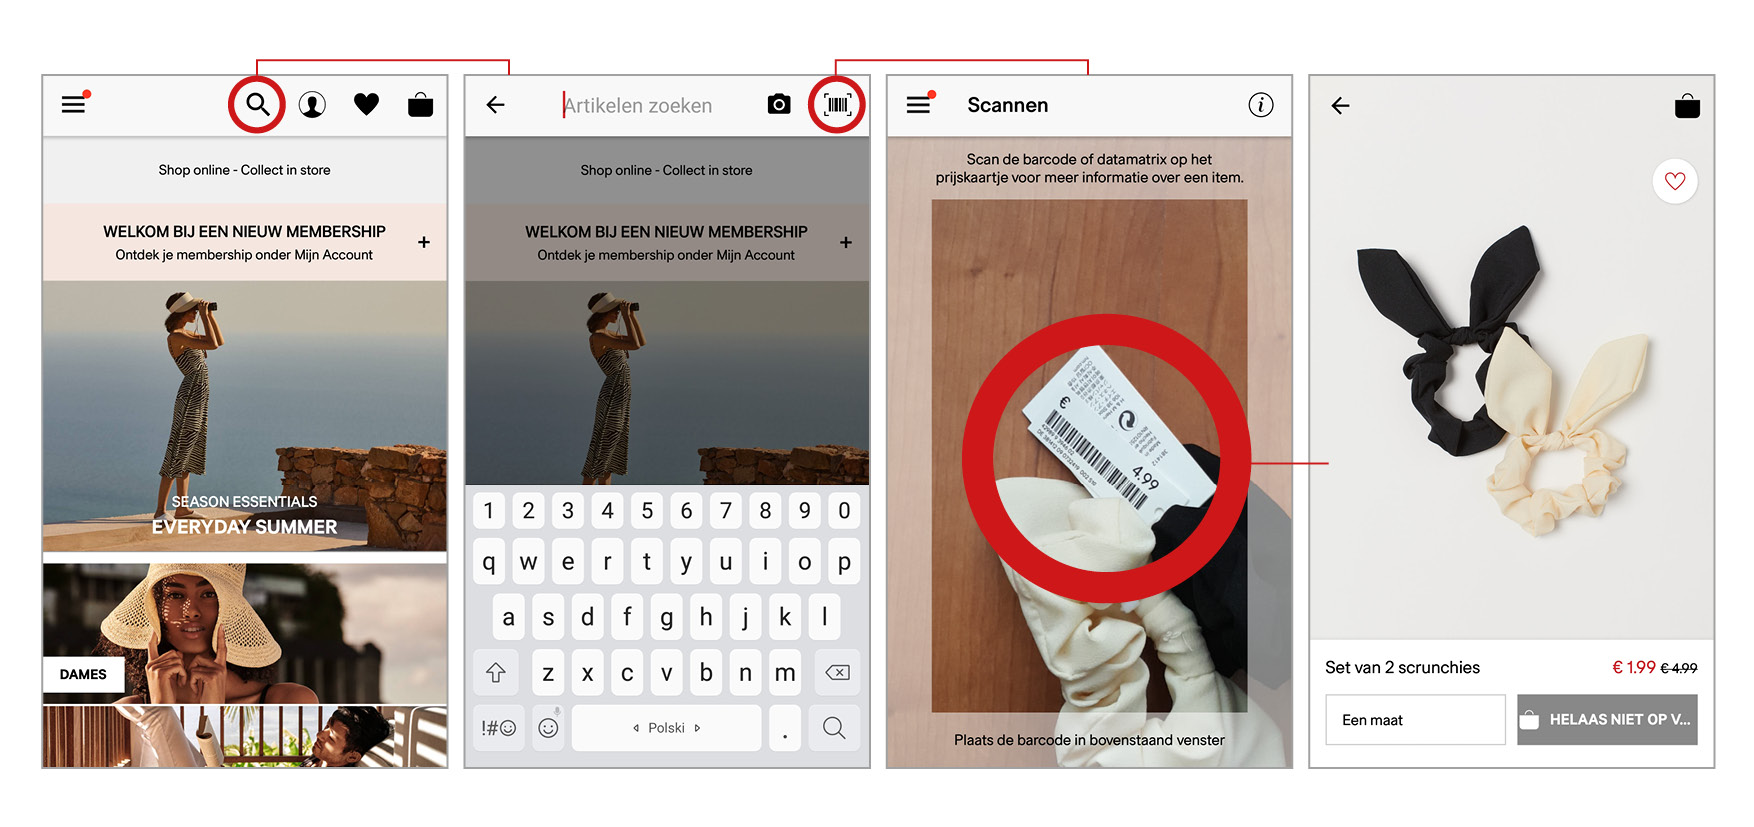 Shop online - Collect in store
WELKOM BIJ EEN NIEUW MEMBERSHIP
+
Ontdek je membership onder Mijn Account
SEASON ESSENTIALS
EVERYDAY SUMMER
DAMES
Artikelen zoeken
Shop online - Collect in store
WELKOM BIJ EEN NIEUW MEMBERSHIP
+
Ontdek je membership onder Mijn Account
1 2 3 4 5 6 7 8 9 0
q w e r t y u i o p
a s d f g h j k l
z x c v b n m
!#☺ Polski .
Scannen
i
Scan de barcode of datamatrix op het
prijskaartje voor meer informatie over een item.
€
4.99
Plaats de barcode in bovenstaand venster
Set van 2 scrunchies
€ 1.99 € 4.99
Een maat
HELAAS NIET OP V...